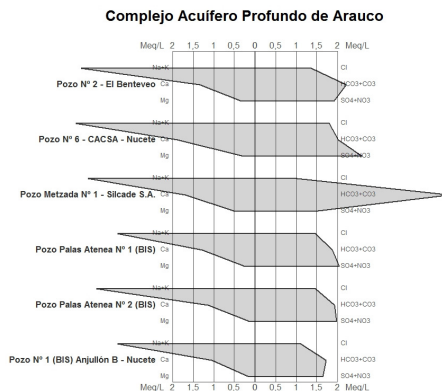 Complejo Acuífero Profundo de Arauco
Meq/L 2 1,5 1 0,5 0 0,5 1 1,5 2 Meq/L
Na+K Cl
Pozo Nº 2 - El Benteveo Ca HCO3+CO3
Mg SO4+NO3
Na+K Cl
Pozo Nº 6 - CACSA - Nucete Ca HCO3+CO3
Mg SO4+NO3
Na+K Cl
Pozo Metzada Nº 1 - Silcade S.A. Ca HCO3+CO3
Mg SO4+NO3
Na+K Cl
Pozo Palas Atenea Nº 1 (BIS) Ca HCO3+CO3
Mg SO4+NO3
Na+K Cl
Pozo Palas Atenea Nº 2 (BIS) Ca HCO3+CO3
Mg SO4+NO3
Na+K Cl
Pozo Nº 1 (BIS) Anjullón B - Nucete Ca HCO3+CO3
Mg SO4+NO3
Meq/L 2 1,5 1 0,5 0 0,5 1 1,5 2 Meq/L